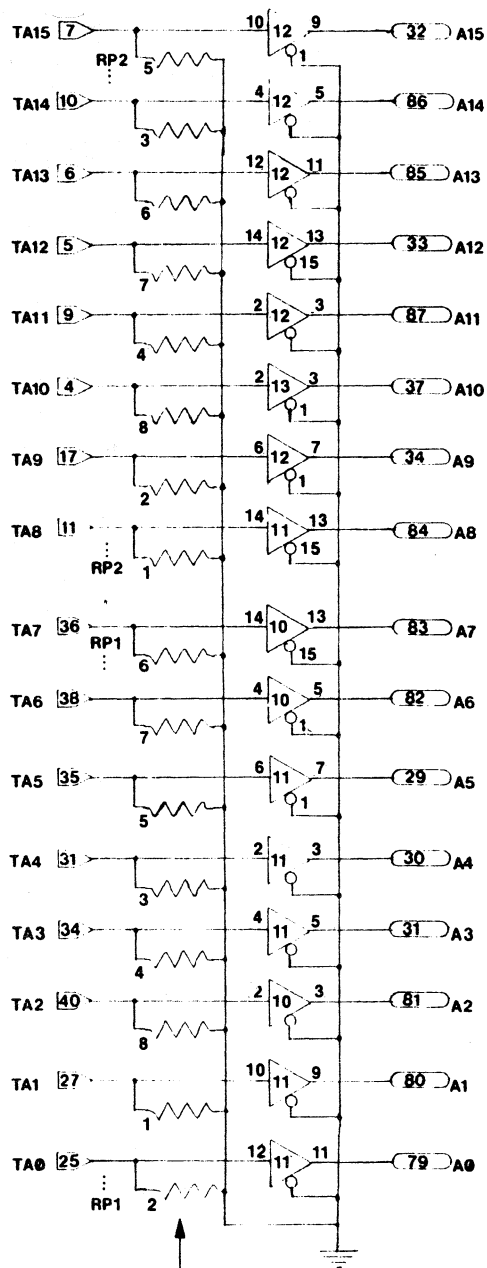 TA15 7 10 12 9 32 A15
RP2 5 1
TA14 10 4 12 5 86 A14
3
TA13 6 12 12 11 85 A13
6
TA12 5 14 12 13 33 A12
7 15
TA11 9 2 12 3 87 A11
4
TA10 4 2 13 3 37 A10
8 1
TA9 17 6 12 7 34 A9
2 1
TA8 11 14 11 13 84 A8
RP2 1 15
TA7 36 14 10 13 83 A7
RP1 6 15
TA6 38 4 10 5 82 A6
7 1
TA5 35 6 11 7 29 A5
5 1
TA4 31 2 11 3 30 A4
3
TA3 34 4 11 5 31 A3
4
TA2 40 2 10 3 81 A2
8
TA1 27 10 11 9 80 A1
1
TA0 25 12 11 11 79 A0
RP1 2